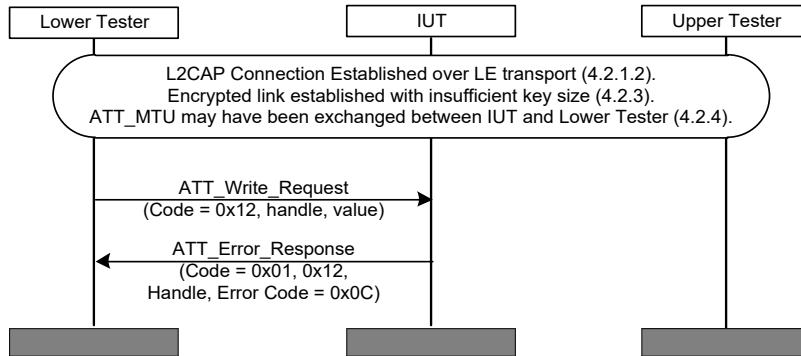 Lower Tester
IUT
Upper Tester
L2CAP Connection Established over LE transport (4.2.1.2).
Encrypted link established with insufficient key size (4.2.3).
ATT_MTU may have been exchanged between IUT and Lower Tester (4.2.4).
ATT_Write_Request
(Code = 0x12, handle, value)
ATT_Error_Response
(Code = 0x01, 0x12,
Handle, Error Code = 0x0C)